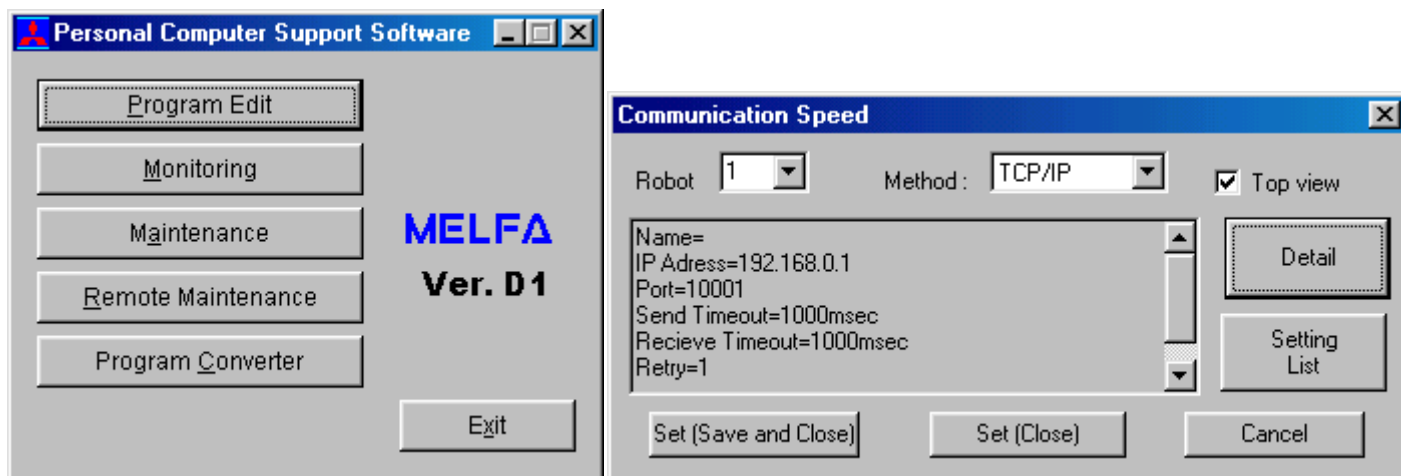 Personal Computer Support Software
Program Edit
Monitoring
Maintenance
Remote Maintenance
Program Converter
MELFA
Ver. D1
Exit
Communication Speed
Robot 1 Method : TCP/IP Top view
Name=
IP Adress=192.168.0.1
Port=10001
Send Timeout=1000msec
Recieve Timeout=1000msec
Retry=1
Detail
Setting
List
Set (Save and Close) Set (Close) Cancel